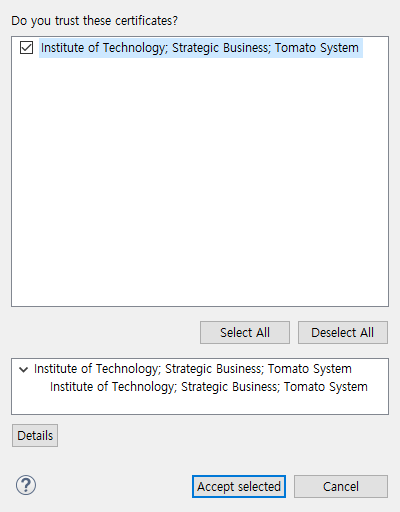 Do you trust these certificates?
Institute of Technology; Strategic Business; Tomato System
Select All
Deselect All
Institute of Technology; Strategic Business; Tomato System
Institute of Technology; Strategic Business; Tomato System
Details
?
Accept selected
Cancel